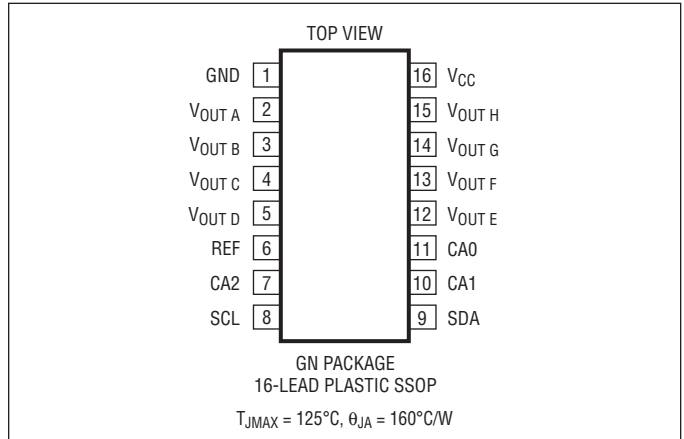 TOP VIEW
GND 1 16 VCC
VOUT A 2 15 VOUT H
VOUT B 3 14 VOUT G
VOUT C 4 13 VOUT F
VOUT D 5 12 VOUT E
REF 6 11 CA0
CA2 7 10 CA1
SCL 8 9 SDA
GN PACKAGE
16-LEAD PLASTIC SSOP
TJMAX = 125°C, θJA = 160°C/W